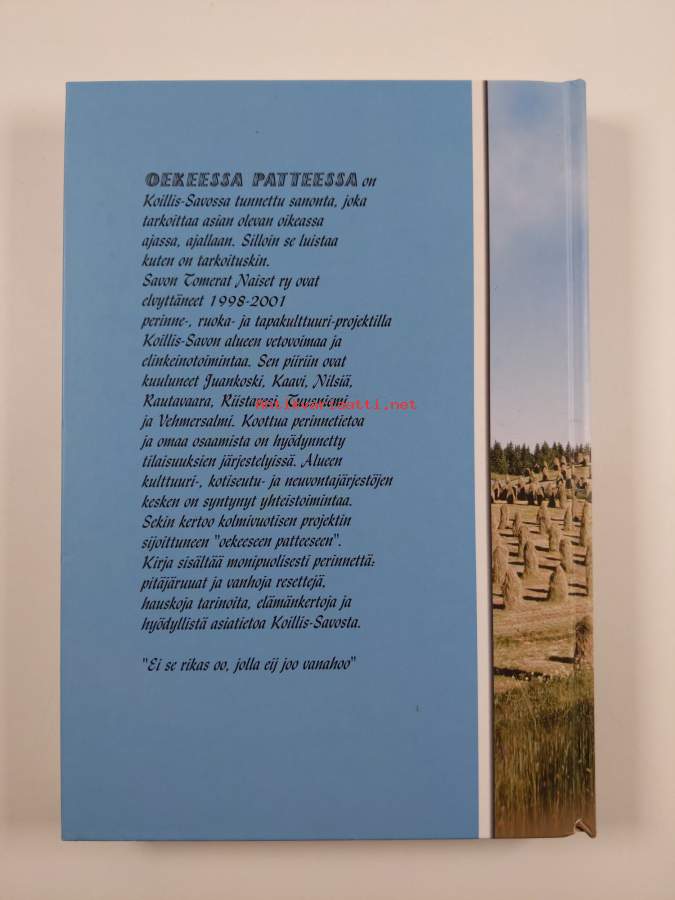 OEKEESSA PATTEESSA on
Koillis-Savossa tunnettu sanonta, joka
tarkoittaa asian olevan oikeassa
ajassa, ajallaan. Silloin se luistaa
kuten on tarkoituskin.
Savon Tomerat Naiset ry ovat
elvyttäneet 1998-2001
perinne-, ruoka- ja tapakulttuuri-projektilla
Koillis-Savon alueen vetovoimaa ja
elinkeinotoimintaa. Sen piiriin ovat
kuuluneet Juankoski, Kaavi, Nilsiä,
Rautavaara, Riistavesi, Tuusniemi
Antikvariaatti.net
ja Vehmersalmi. Koottua perinnetietoa
ja omaa osaamista on hyödynnetty
tilaisuuksien järjestelyissä. Alueen
kulttuuri-, kotiseutu- ja neuvontajärjestöjen
kesken on syntynyt yhteistoimintaa.
Sekin kertoo kolmivuotisen projektin
sijoittuneen "oekeeseen patteeseen".
Kirja sisältää monipuolisesti perinnettä:
pitäjäruuat ja vanhoja resettejä,
hauskoja tarinoita, elämänkertoja ja
hyödyllistä asiatietoa Koillis-Savosta.
"Ei se rikas oo, jolla eij joo vanahoo"